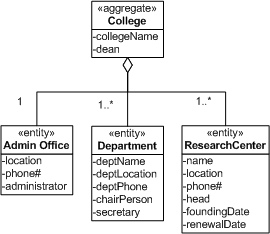 «aggregate»
College
-collegeName
-dean
1
1..*
1..*
«entity»
Admin Office
-location
-phone#
-administrator
«entity»
Department
-deptName
-deptLocation
-deptPhone
-chairPerson
-secretary
«entity»
ResearchCenter
-name
-location
-phone#
-head
-foundingDate
-renewalDate